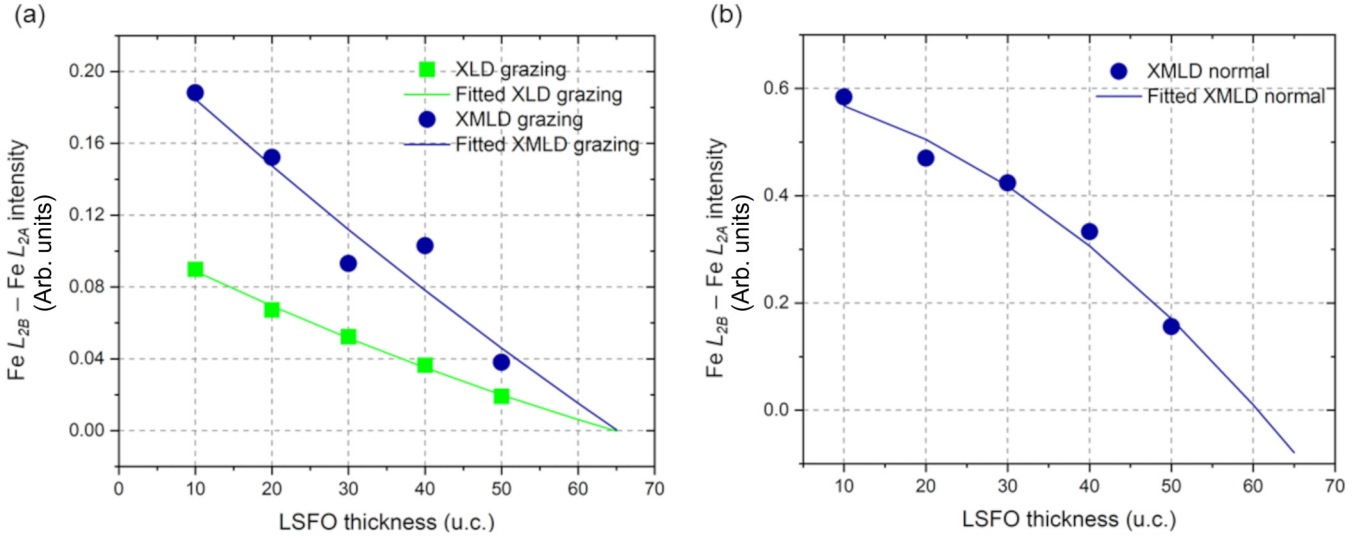 (a)
0.20
0.16
0.12
0.08
0.04
0.00
0
10
20
30
40
50
60
70
Fe L2B – Fe L2A intensity
(Arb. units)
LSFO thickness (u.c.)
XLD grazing
Fitted XLD grazing
XMLD grazing
Fitted XMLD grazing
(b)
0.6
0.4
0.2
0.0
10
20
30
40
50
60
70
Fe L2B – Fe L2A intensity
(Arb. units)
LSFO thickness (u.c.)
XMLD normal
Fitted XMLD normal